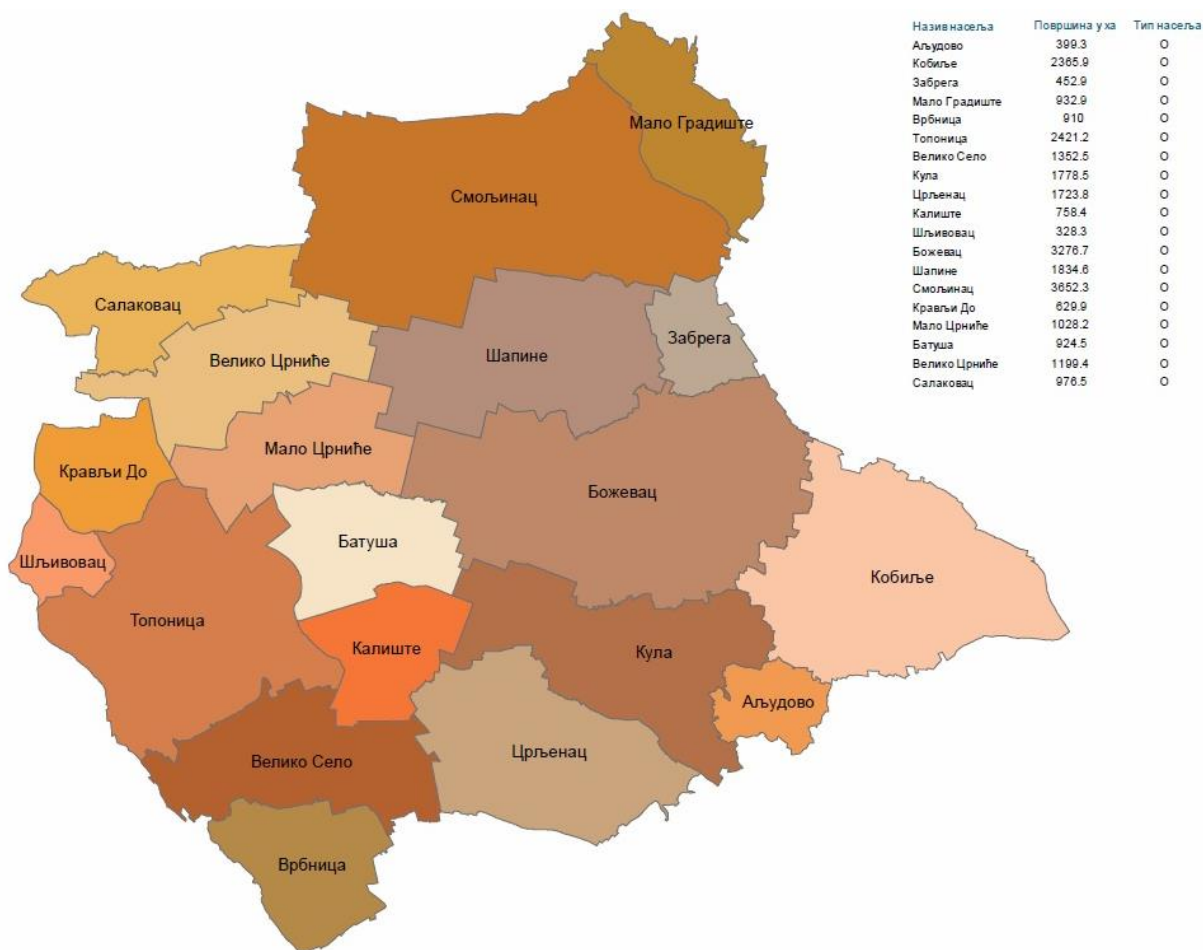 Назив насеља Површина у ха Тип насеља
Аљудово 399.3 О
Кобиље 2365.9 О
Забрега 452.9 О
Мало Градиште 932.9 О
Врбница 910 О
Топоница 2421.2 О
Велико Село 1352.5 О
Кула 1778.5 О
Црљенац 1723.8 О
Калиште 758.4 О
Шљивовац 328.3 О
Божевац 3276.7 О
Шапине 1834.6 О
Смољинац 3652.3 О
Крављи До 629.9 О
Мало Црниће 1028.2 О
Батуша 924.5 О
Велико Црниће 1199.4 О
Салаковац 976.5 О
Мало Градиште
Смољинац
Салаковац
Забрега
Шапине
Велико Црниће
Мало Црниће
Крављи До
Божевац
Батуша
Шљивовац
Кобиље
Топоница
Калиште
Кула
Аљудово
Црљенац
Велико Село
Врбница